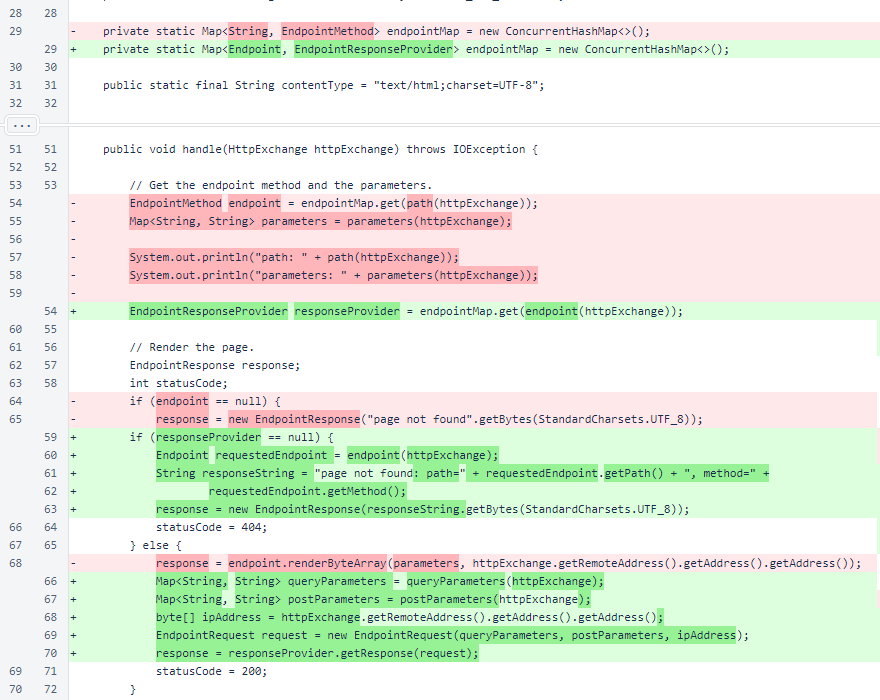 28 28
29 - private static Map<String, EndpointMethod> endpointMap = new ConcurrentHashMap<>();
29 + private static Map<Endpoint, EndpointResponseProvider> endpointMap = new ConcurrentHashMap<>();
30 30
31 31 public static final String contentType = "text/html;charset=UTF-8";
32 32
...
51 51 public void handle(HttpExchange httpExchange) throws IOException {
52 52
53 53 // Get the endpoint method and the parameters.
54 - EndpointMethod endpoint = endpointMap.get(path(httpExchange));
55 - Map<String, String> parameters = parameters(httpExchange);
56 -
57 - System.out.println("path: " + path(httpExchange));
58 - System.out.println("parameters: " + parameters(httpExchange));
59 -
54 + EndpointResponseProvider responseProvider = endpointMap.get(endpoint(httpExchange));
60 55
61 56 // Render the page.
62 57 EndpointResponse response;
63 58 int statusCode;
64 - if (endpoint == null) {
65 - response = new EndpointResponse("page not found".getBytes(StandardCharsets.UTF_8));
59 + if (responseProvider == null) {
60 + Endpoint requestedEndpoint = endpoint(httpExchange);
61 + String responseString = "page not found: path=" + requestedEndpoint.getPath() + ", method=" +
62 + requestedEndpoint.getMethod();
63 + response = new EndpointResponse(responseString.getBytes(StandardCharsets.UTF_8));
66 64 statusCode = 404;
67 65 } else {
68 - response = endpoint.renderByteArray(parameters, httpExchange.getRemoteAddress().getAddress().getAddress());
66 + Map<String, String> queryParameters = queryParameters(httpExchange);
67 + Map<String, String> postParameters = postParameters(httpExchange);
68 + byte[] ipAddress = httpExchange.getRemoteAddress().getAddress().getAddress();
69 + EndpointRequest request = new EndpointRequest(queryParameters, postParameters, ipAddress);
70 + response = responseProvider.getResponse(request);
69 71 statusCode = 200;
70 72 }